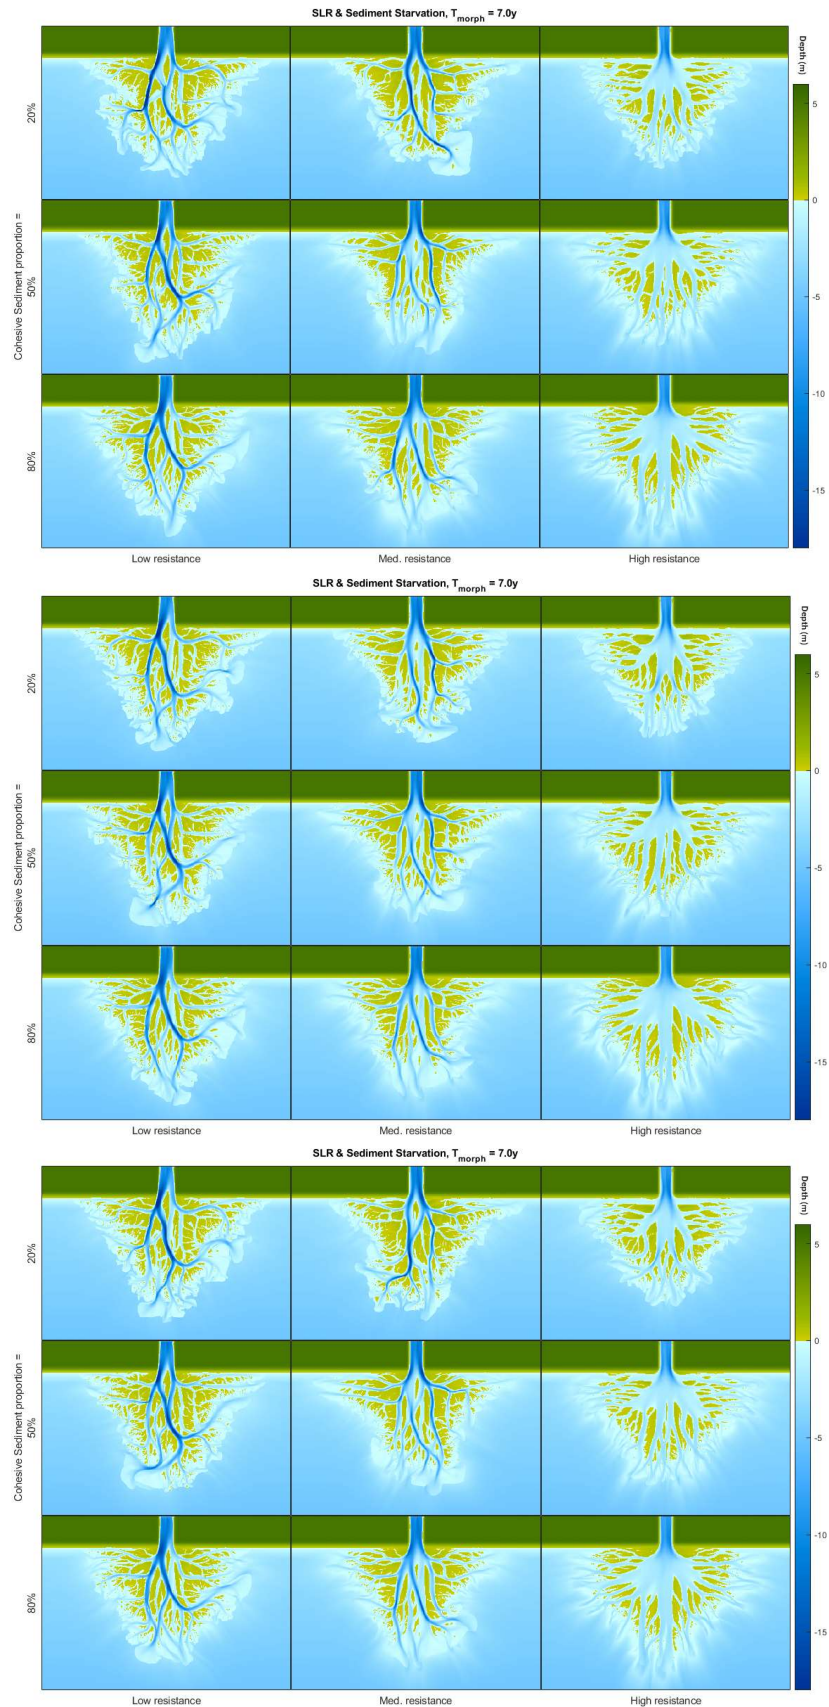 SLR & Sediment Starvation, T_morph = 7.0y
Depth (m)
5
0
-5
-10
-15
Cohesive Sediment proportion =
20%
50%
80%
Low resistance Med. resistance High resistance
SLR & Sediment Starvation, T_morph = 7.0y
Depth (m)
5
0
-5
-10
-15
Cohesive Sediment proportion =
20%
50%
80%
Low resistance Med. resistance High resistance
SLR & Sediment Starvation, T_morph = 7.0y
Depth (m)
5
0
-5
-10
-15
Cohesive Sediment proportion =
20%
50%
80%
Low resistance Med. resistance High resistance